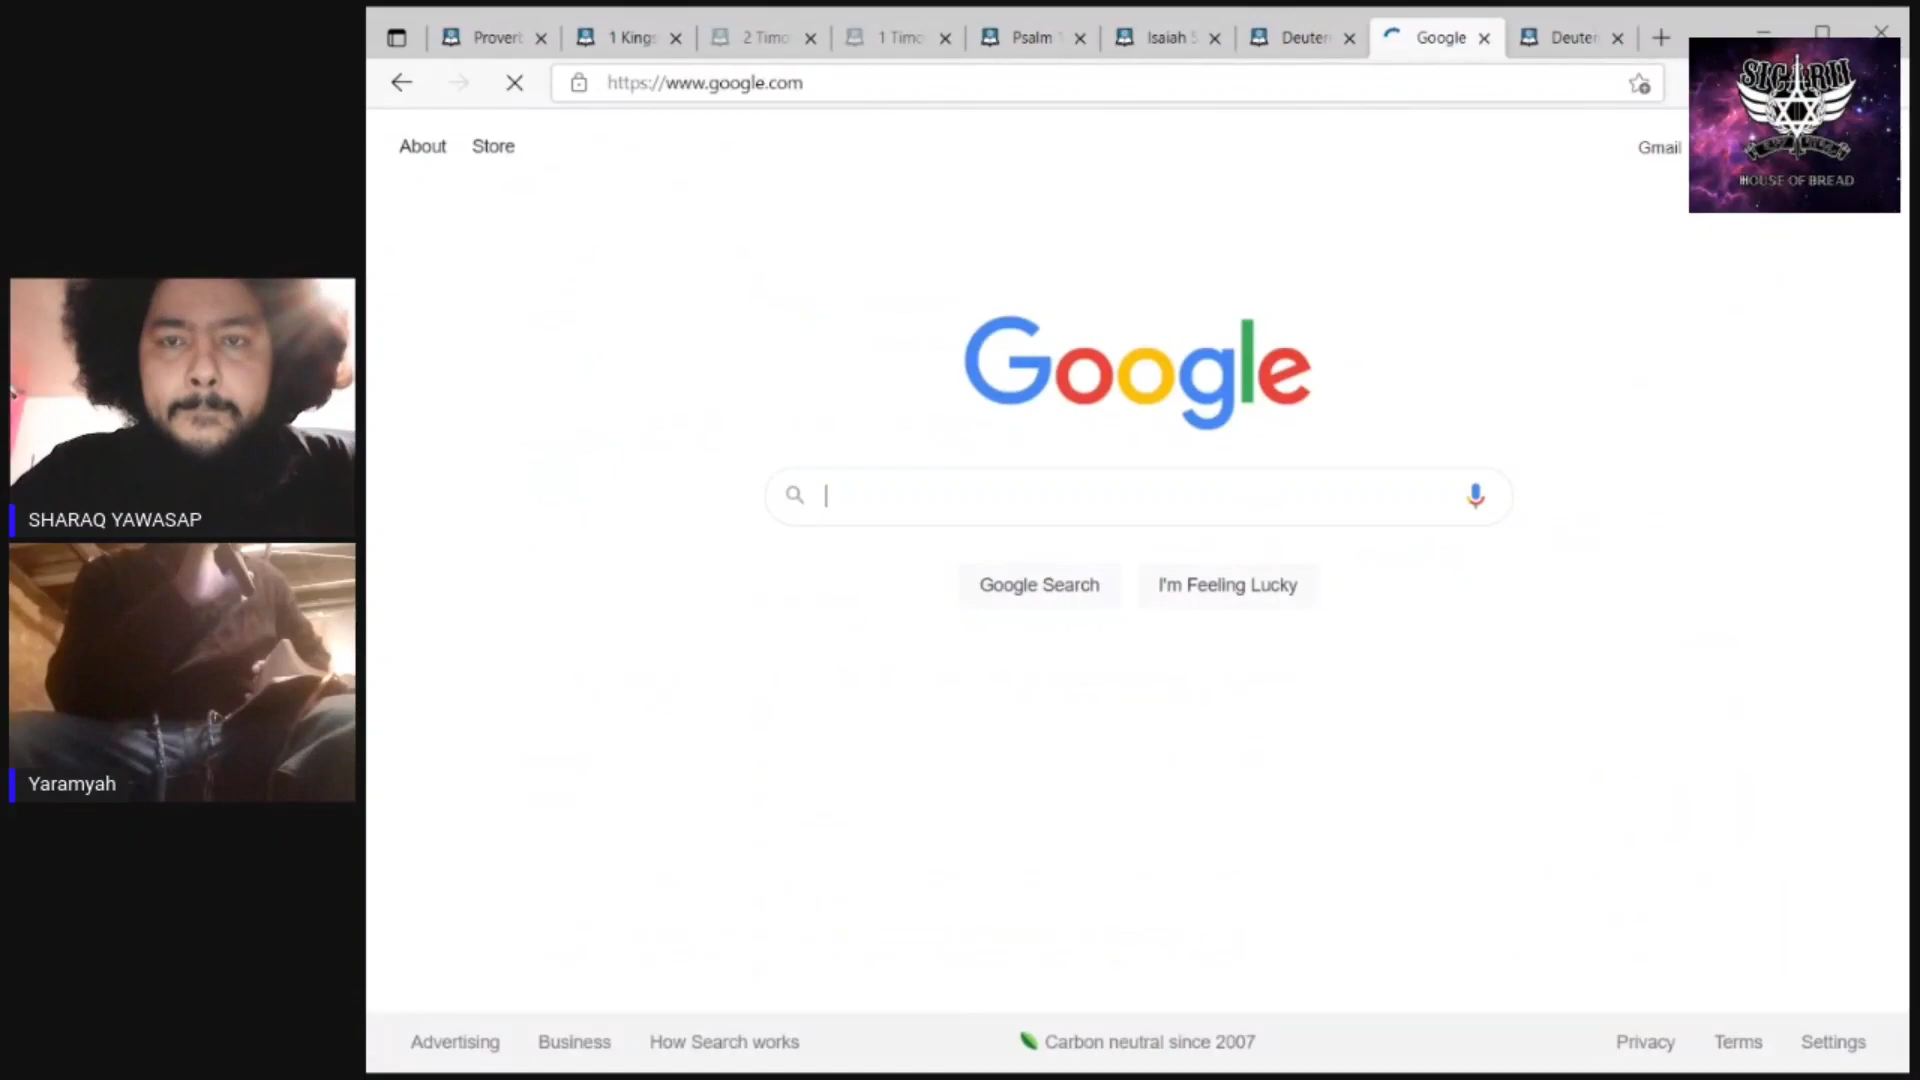 Proverb
1 Kings
2 Timo
1 Timo
Psalm
Isaiah 5
Deuter
Google
Deuter
https://www.google.com
About
Store
Gmail
SICARII
HOUSE OF BREAD
Google
Google Search
I'm Feeling Lucky
SHARAQ YAWASAP
Yaramyah
Advertising
Business
How Search works
Carbon neutral since 2007
Privacy
Terms
Settings